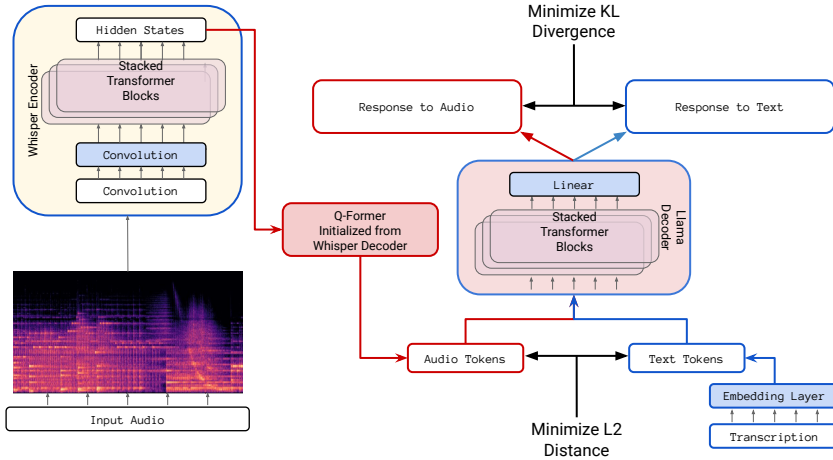 Hidden States
Stacked
Transformer
Blocks
Whisper Encoder
Convolution
Convolution
Input Audio
Q-Former
Initialized from
Whisper Decoder
Minimize KL
Divergence
Response to Audio
Response to Text
Linear
Stacked
Transformer
Blocks
Llama
Decoder
Audio Tokens
Text Tokens
Minimize L2
Distance
Embedding Layer
Transcription